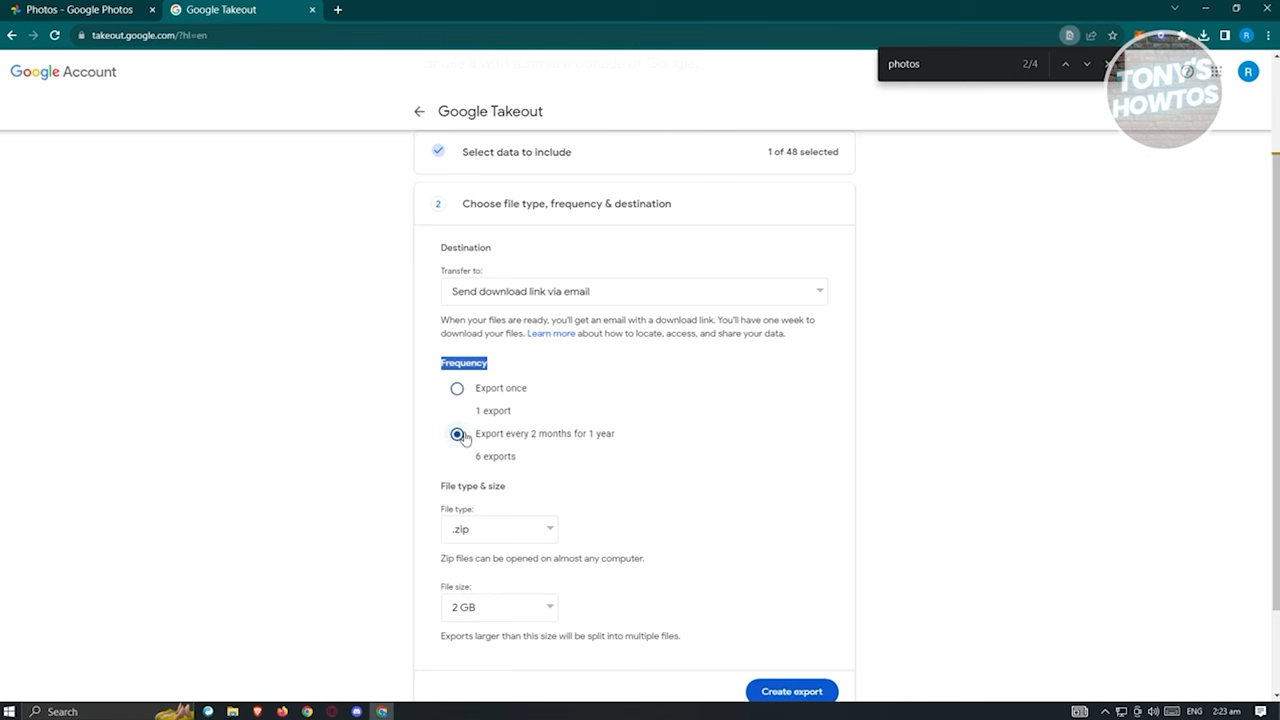 Photos - Google Photos
Google Takeout
takeout.google.com/?hl=en
R
photos
2/4
TONY'S
HOWTOS
Google Account
R
Google Takeout
Select data to include
1 of 48 selected
2
Choose file type, frequency & destination
Destination
Transfer to:
Send download link via email
When your files are ready, you'll get an email with a download link. You'll have one week to
download your files. Learn more about how to locate, access, and share your data.
Frequency
Export once
1 export
Export every 2 months for 1 year
6 exports
File type & size
File type:
.zip
Zip files can be opened on almost any computer.
File size:
2 GB
Exports larger than this size will be split into multiple files.
Create export
Search
ENG
2:23 am